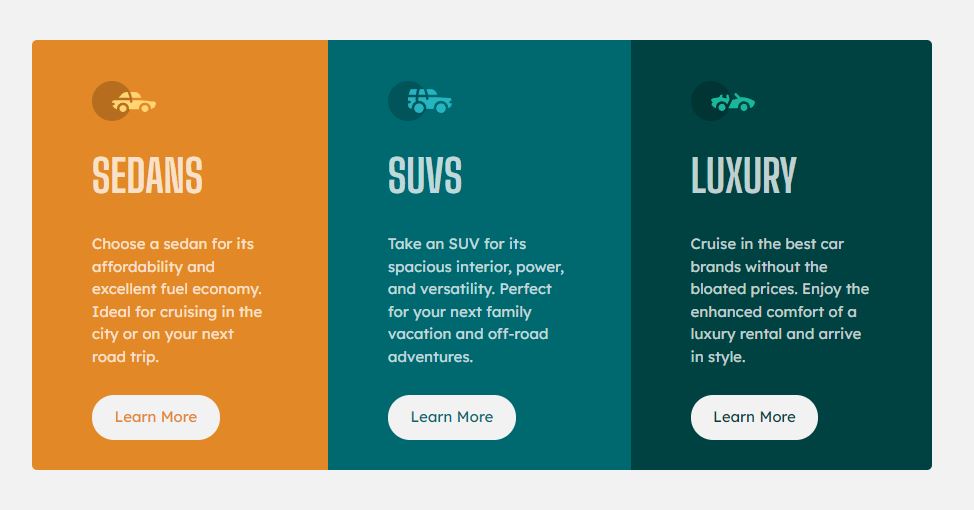 SEDANS
Choose a sedan for its
affordability and
excellent fuel economy.
Ideal for cruising in the
city or on your next
road trip.
Learn More
SUVS
Take an SUV for its
spacious interior, power,
and versatility. Perfect
for your next family
vacation and off-road
adventures.
Learn More
LUXURY
Cruise in the best car
brands without the
bloated prices. Enjoy the
enhanced comfort of a
luxury rental and arrive
in style.
Learn More